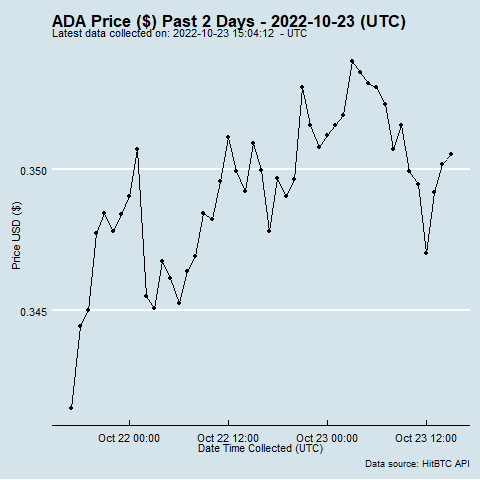 ADA Price ($) Past 2 Days - 2022-10-23 (UTC)
Latest data collected on: 2022-10-23 15:04:12  - UTC
0.350
Price USD ($)
0.345
Oct 22 00:00
Oct 22 12:00
Oct 23 00:00
Oct 23 12:00
Date Time Collected (UTC)
Data source: HitBTC API